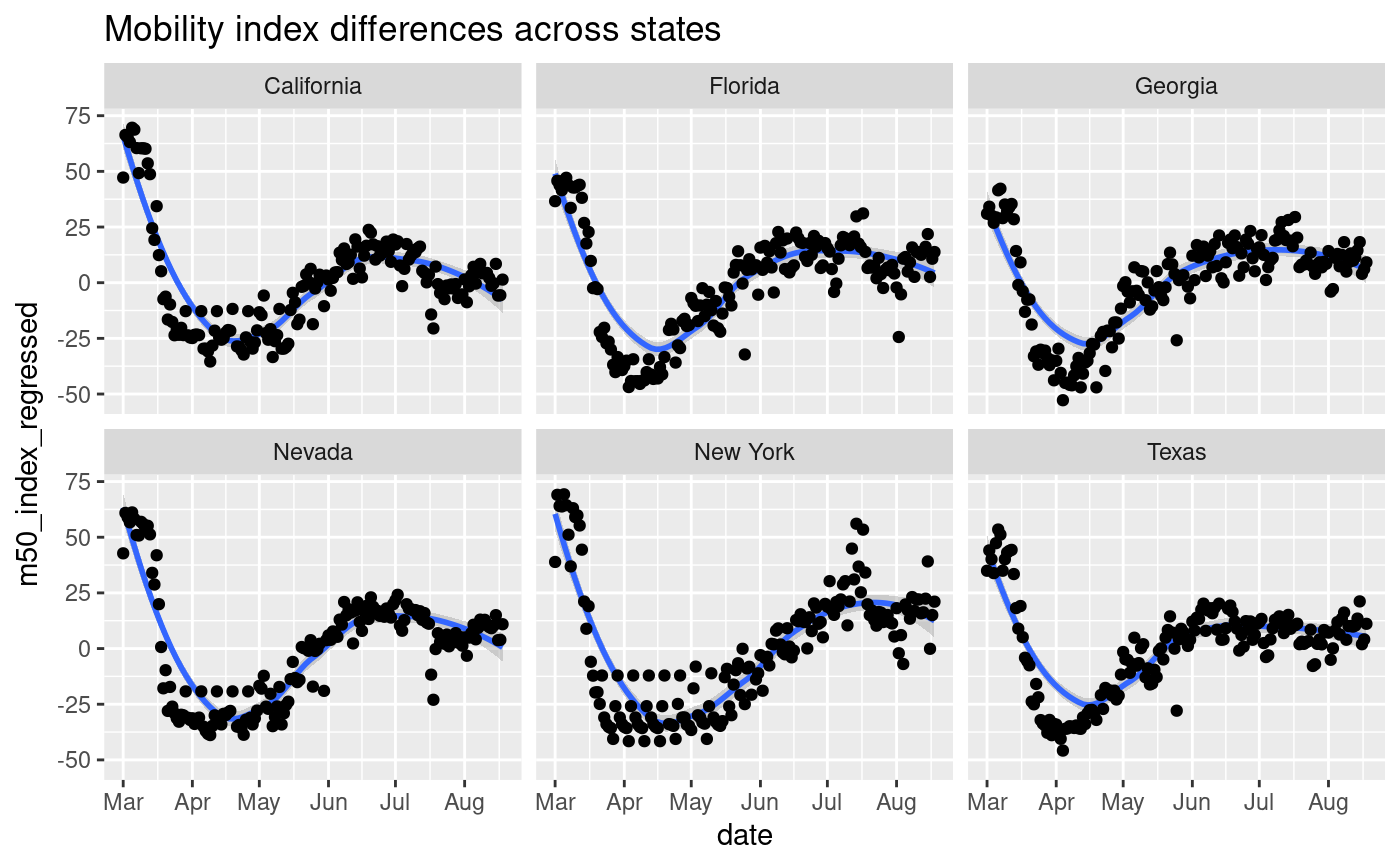 Mobility index differences across states
California Florida Georgia
75
50
25
0
-25
-50
Nevada New York Texas
75
50
25
0
-25
-50
Mar Apr May Jun Jul Aug Mar Apr May Jun Jul Aug Mar Apr May Jun Jul Aug
date
m50_index_regressed